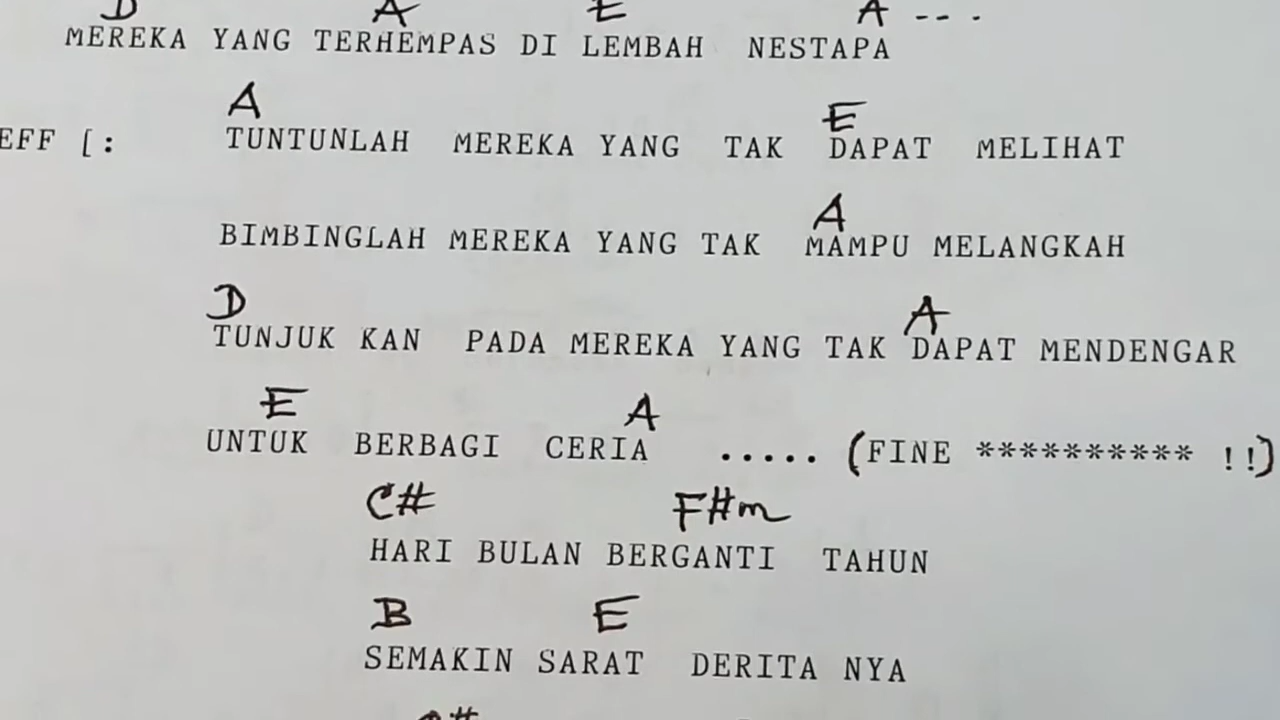 D A E A -- .
MEREKA YANG TERHEMPAS DI LEMBAH NESTAPA
A E
EFF [: TUNTUNLAH MEREKA YANG TAK DAPAT MELIHAT
A
BIMBINGLAH MEREKA YANG TAK MAMPU MELANGKAH
D A
TUNJUK KAN PADA MEREKA YANG TAK DAPAT MENDENGAR
E A
UNTUK BERBAGI CERIA ..... (FINE ********** !!)
C# F#m
HARI BULAN BERGANTI TAHUN
B E
SEMAKIN SARAT DERITA NYA